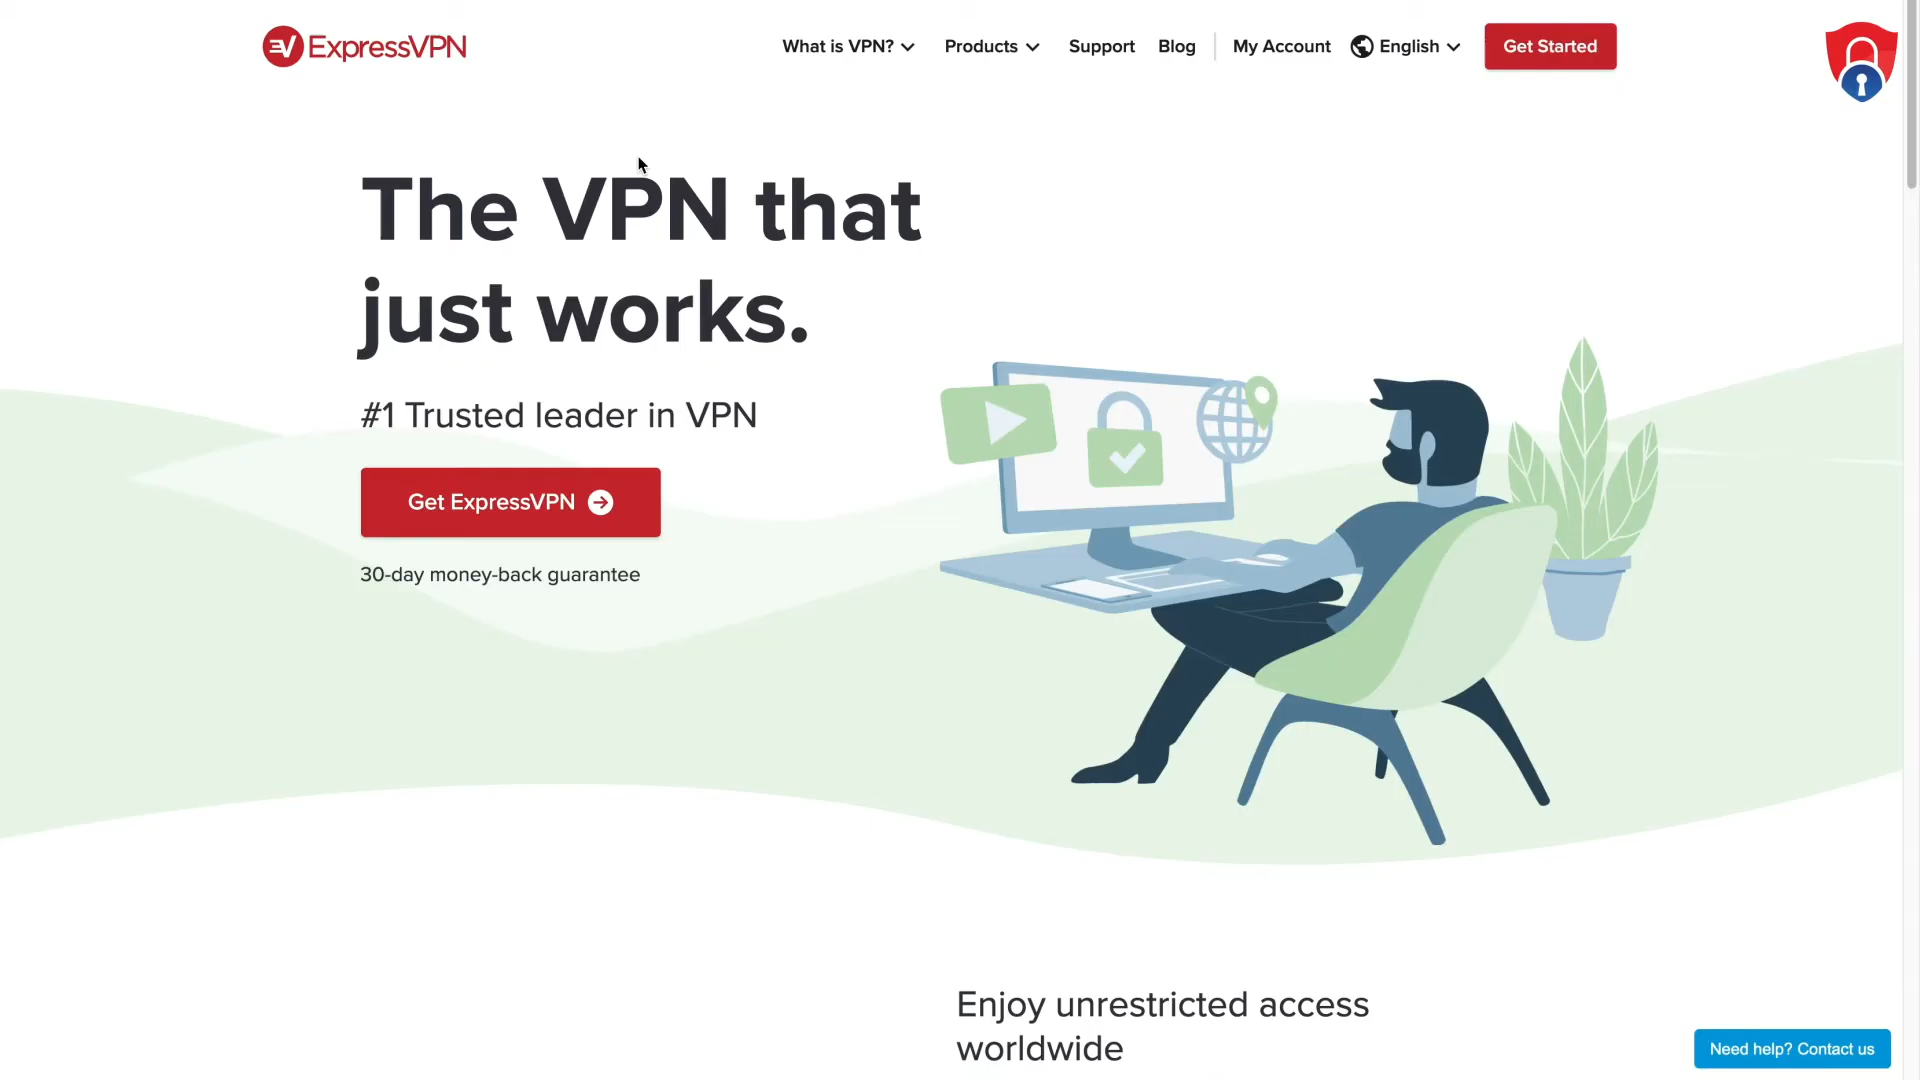 ExpressVPN
What is VPN?
Products
Support
Blog
My Account
English
Get Started
The VPN that
just works.
#1 Trusted leader in VPN
Get ExpressVPN
30-day money-back guarantee
Enjoy unrestricted access
worldwide
Need help? Contact us